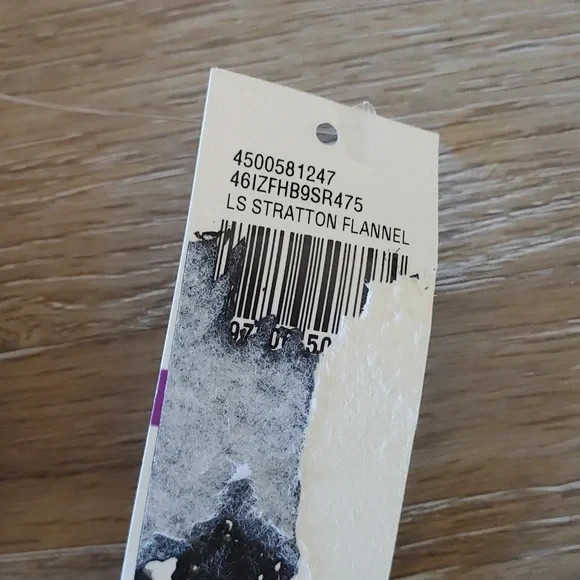 4500581247
46IZFHB9SR475
LS STRATTON FLANNEL